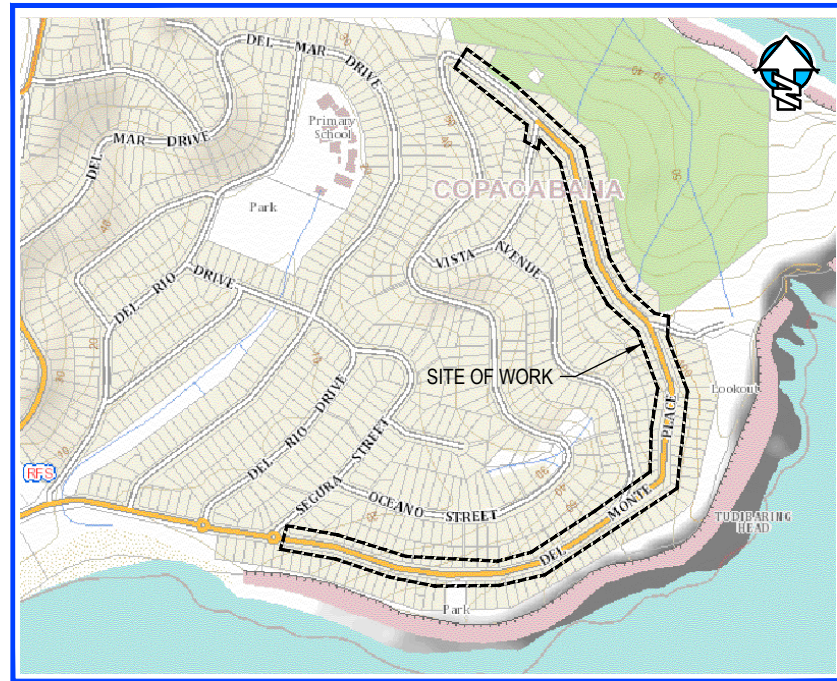 DEL MAR DRIVE
DEL MAR DRIVE
Primary
School
Park
COPACABANA
VISTA AVENUE
DEL RIO DRIVE
SITE OF WORK
Lookout
PLACE
RFS
DEL RIO DRIVE
SEGURA STREET
OCEANO STREET
DEL MONTE
TUDIBARING
HEAD
Park
N